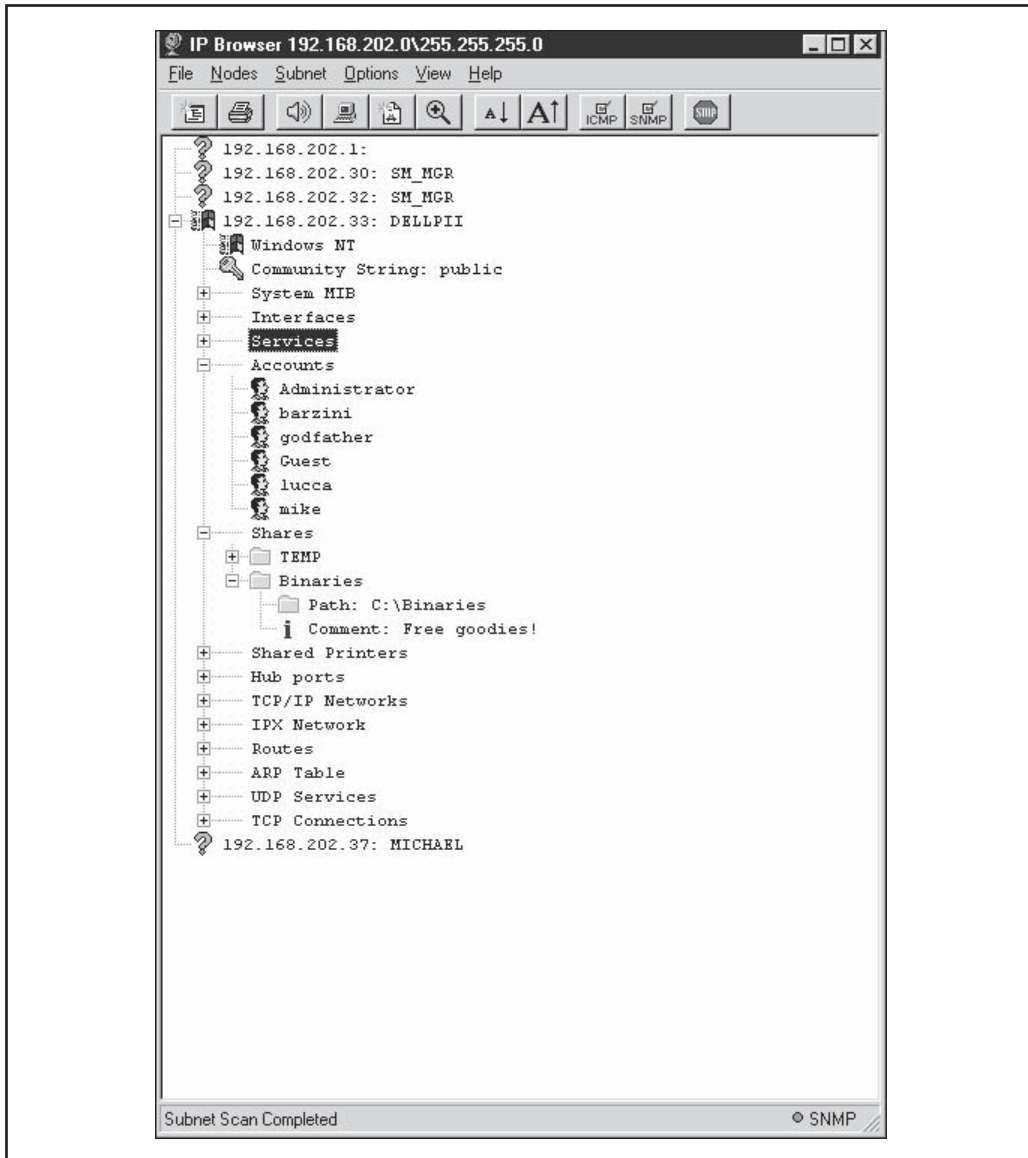 IP Browser 192.168.202.0\255.255.255.0
File Nodes Subnet Options View Help
A A ICMP SNMP STOP
192.168.202.1:
192.168.202.30: SM_MGR
192.168.202.32: SM_MGR
192.168.202.33: DELLPII
Windows NT
Community String: public
System MIB
Interfaces
Services
Accounts
Administrator
barzini
godfather
Guest
lucca
mike
Shares
TEMP
Binaries
Path: C:\Binaries
Comment: Free goodies!
Shared Printers
Hub ports
TCP/IP Networks
IPX Network
Routes
ARP Table
UDP Services
TCP Connections
192.168.202.37: MICHAEL
Subnet Scan Completed SNMP